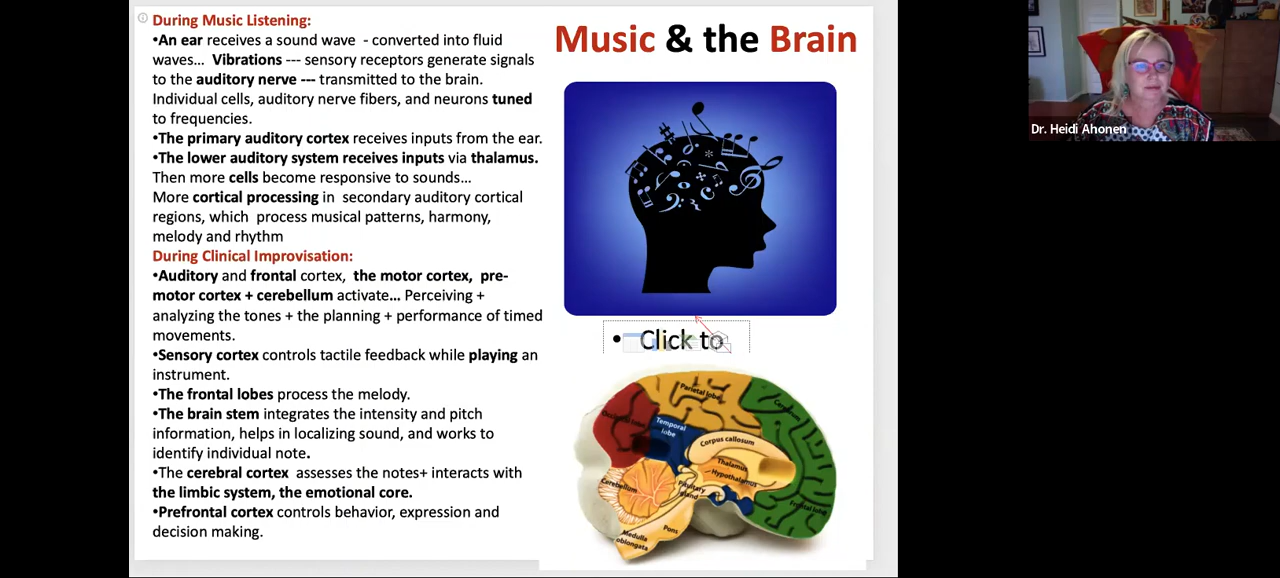 During Music Listening:
•An ear receives a sound wave - converted into fluid
waves... Vibrations --- sensory receptors generate signals
to the auditory nerve --- transmitted to the brain.
Individual cells, auditory nerve fibers, and neurons tuned
to frequencies.
•The primary auditory cortex receives inputs from the ear.
•The lower auditory system receives inputs via thalamus.
Then more cells become responsive to sounds...
More cortical processing in secondary auditory cortical
regions, which process musical patterns, harmony,
melody and rhythm
During Clinical Improvisation:
•Auditory and frontal cortex, the motor cortex, pre-
motor cortex + cerebellum activate... Perceiving +
analyzing the tones + the planning + performance of timed
movements.
•Sensory cortex controls tactile feedback while playing an
instrument.
•The frontal lobes process the melody.
•The brain stem integrates the intensity and pitch
information, helps in localizing sound, and works to
identify individual note.
•The cerebral cortex assesses the notes+ interacts with
the limbic system, the emotional core.
•Prefrontal cortex controls behavior, expression and
decision making.
Music & the Brain
• Click to
Parietal lobe
Cerebrum
Occipital lobe
Temporal
lobe
Corpus callosum
Thalamus
Hypothalamus
Cerebellum
Pituitary
gland
Frontal lobe
Pons
Medulla
oblongata
Dr. Heidi Ahonen